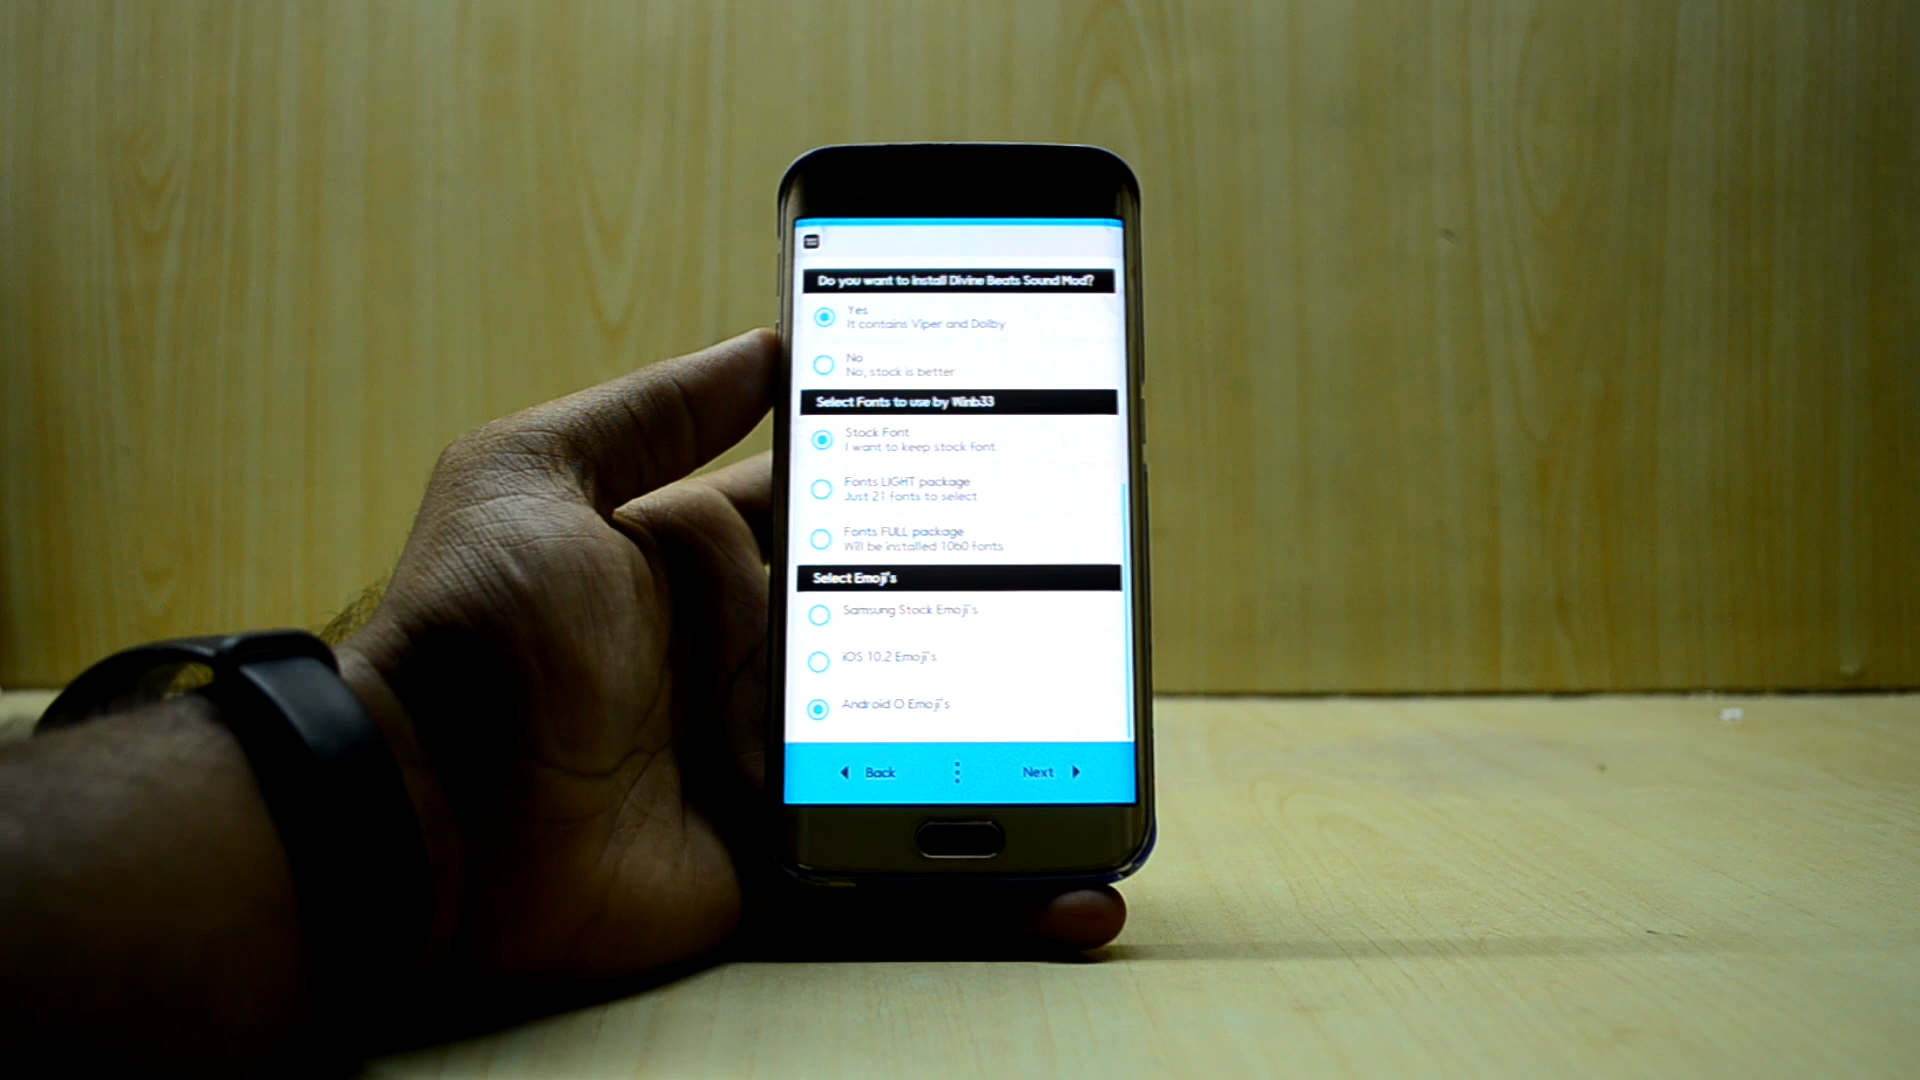 Do you want to install Divine Beats Sound Mod?
Yes
It contains Viper and Dolby
No
No, stock is better
Select Fonts to use by Winb33
Stock Font
I want to keep stock font
Fonts LIGHT package
Just 21 fonts to select
Fonts FULL package
Will be installed 1060 fonts
Select Emoji's
Samsung Stock Emoji's
iOS 10.2 Emoji's
Android O Emoji's
Back
Next